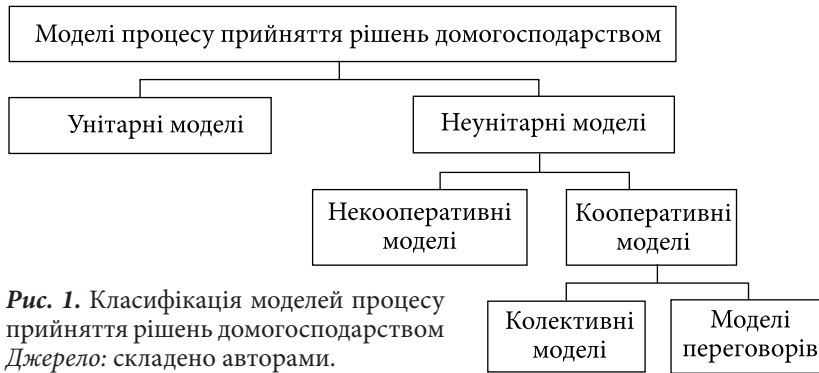 Моделі процесу прийняття рішень домогосподарством
Унітарні моделі
Неунітарні моделі
Некооперативні
моделі
Кооперативні
моделі
Колективні
моделі
Моделі
переговорів
Рис. 1. Класифікація моделей процесу
прийняття рішень домогосподарством
Джерело: складено авторами.